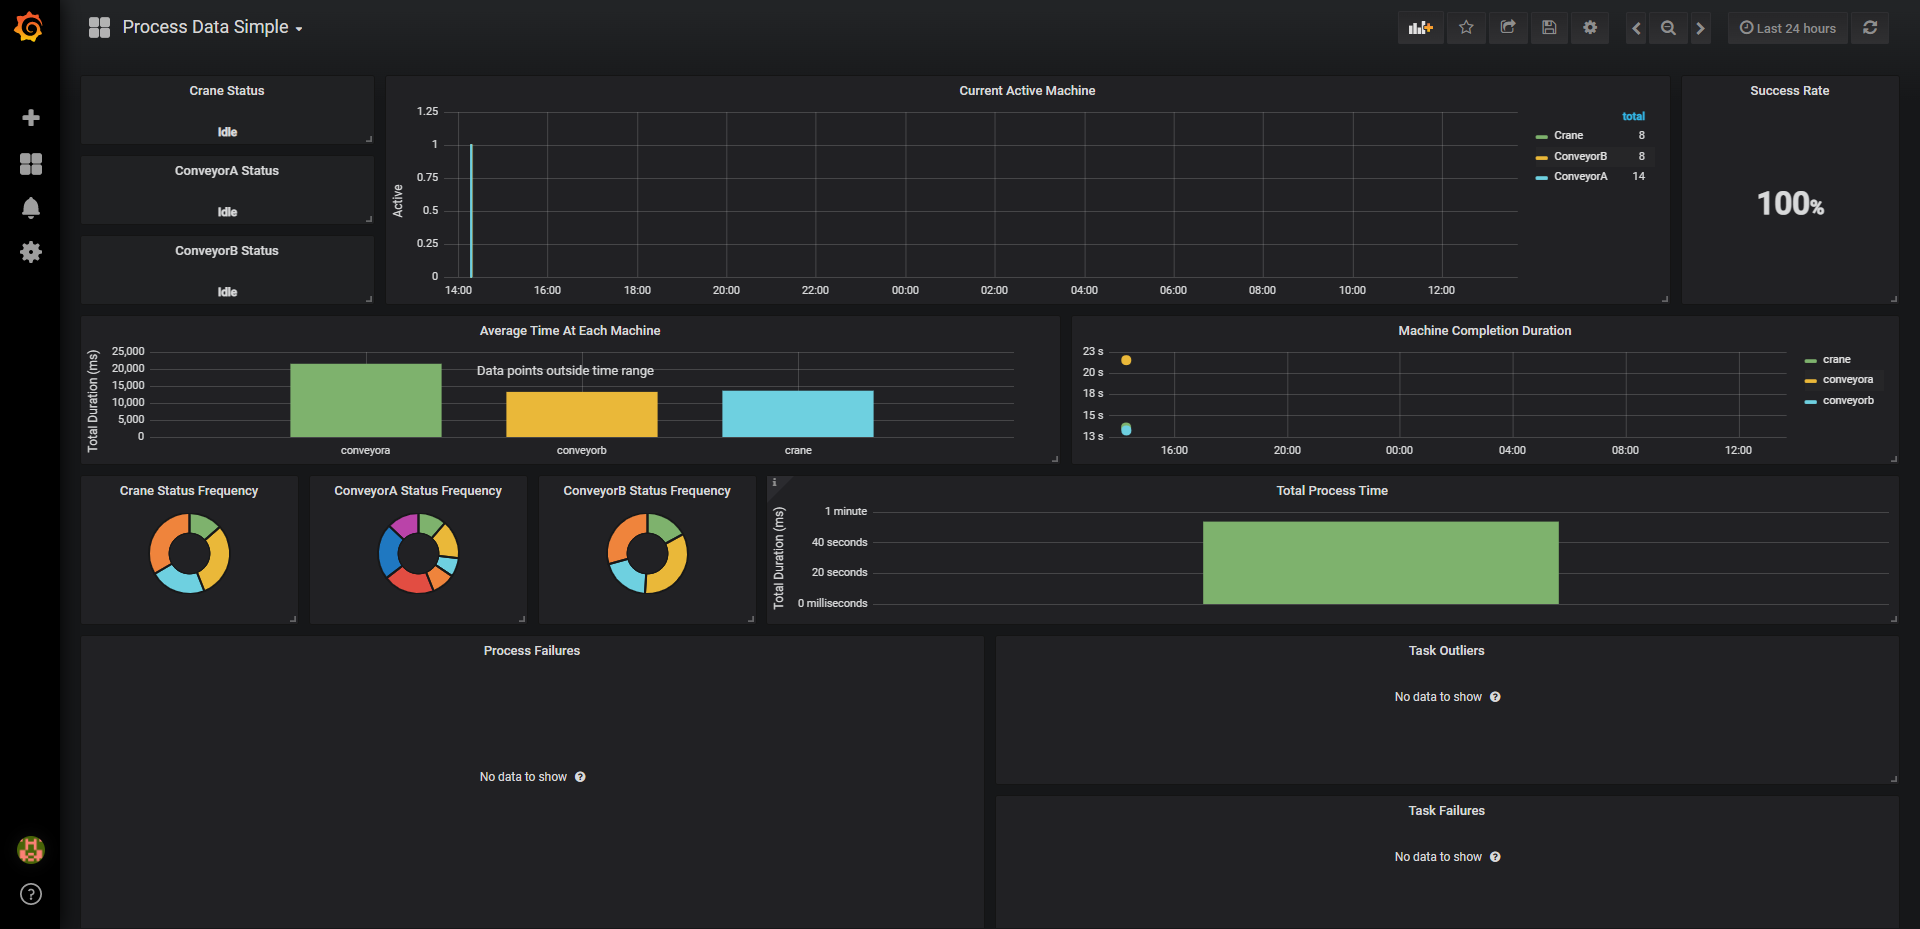 Process Data Simple
Last 24 hours
Crane Status
Idle
ConveyorA Status
Idle
ConveyorB Status
Idle
Current Active Machine
Active
1.25
1
0.75
0.5
0.25
0
14:00 16:00 18:00 20:00 22:00 00:00 02:00 04:00 06:00 08:00 10:00 12:00
total
Crane 8
ConveyorB 8
ConveyorA 14
Success Rate
100%
Average Time At Each Machine
Total Duration (ms)
25,000
20,000
15,000
10,000
5,000
0
Data points outside time range
conveyora conveyorb crane
Machine Completion Duration
23 s
20 s
18 s
15 s
13 s
16:00 20:00 00:00 04:00 08:00 12:00
crane
conveyora
conveyorb
Crane Status Frequency
ConveyorA Status Frequency
ConveyorB Status Frequency
i
Total Process Time
Total Duration (ms)
1 minute
40 seconds
20 seconds
0 milliseconds
Process Failures
No data to show ?
Task Outliers
No data to show ?
Task Failures
No data to show ?
?